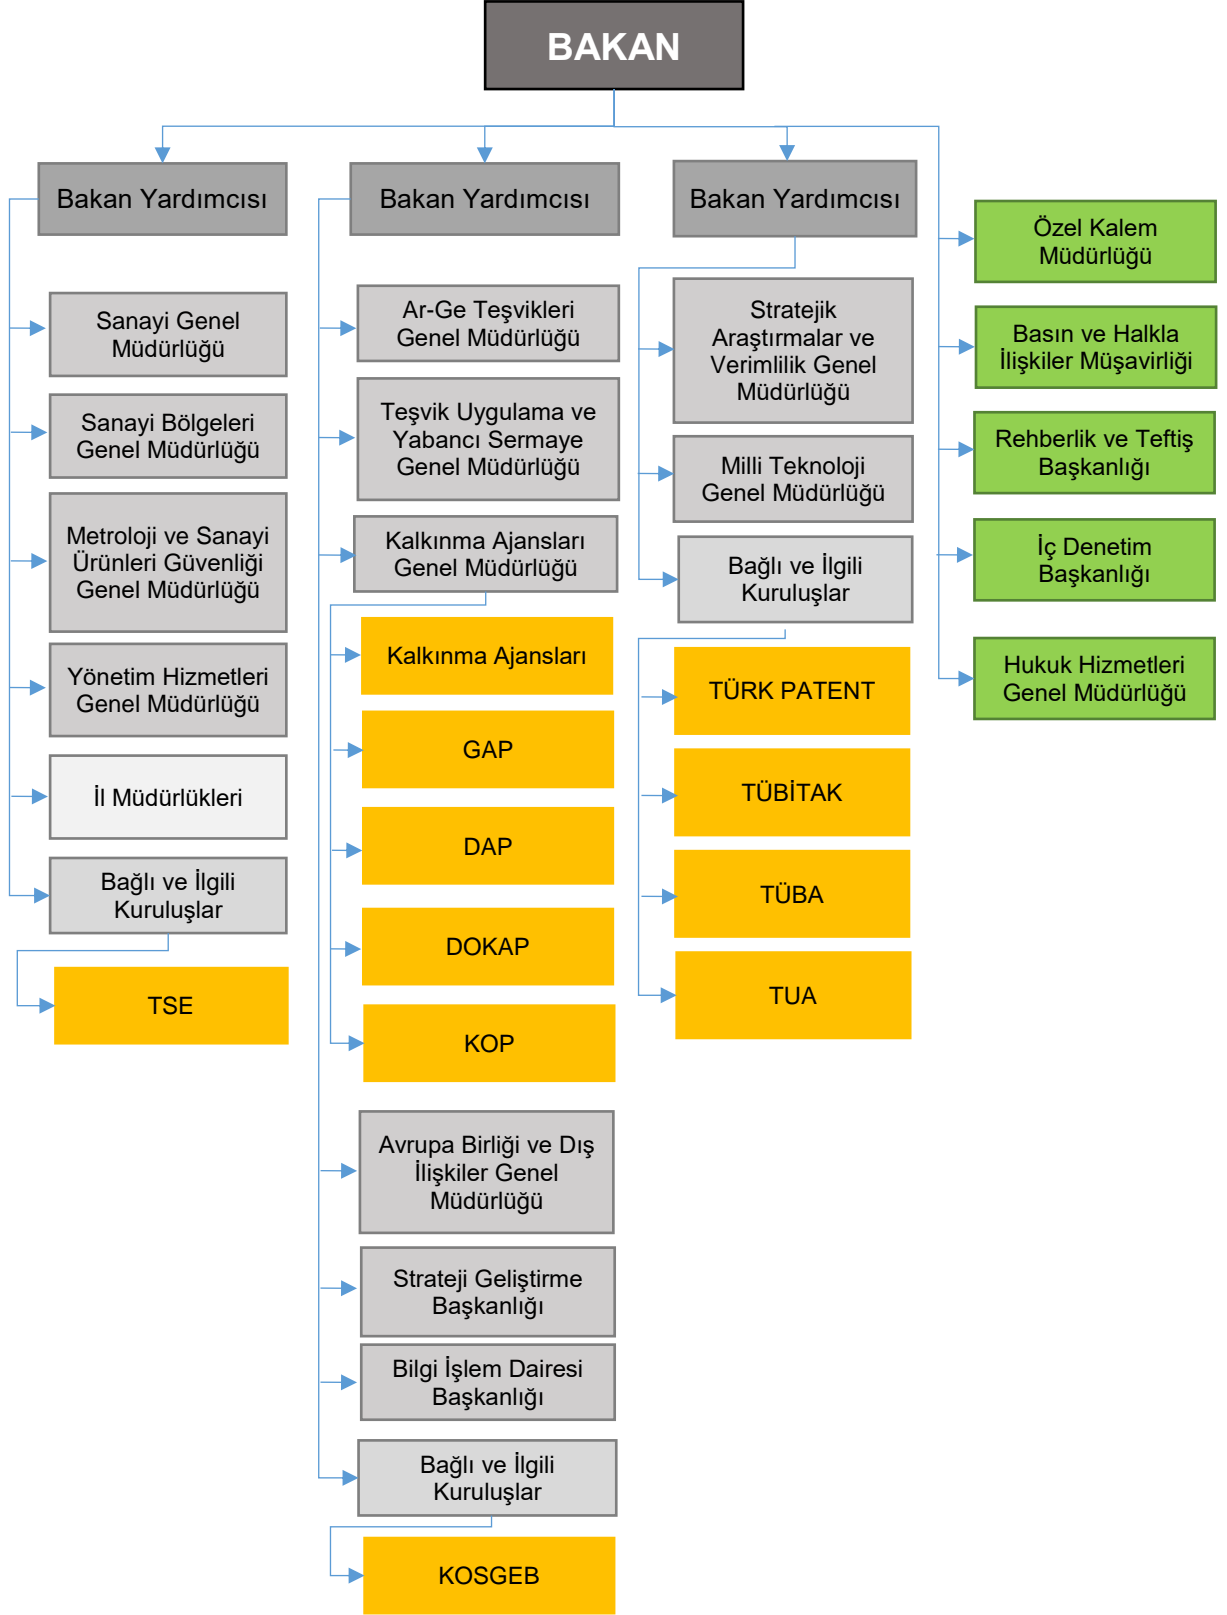 BAKAN
Bakan Yardımcısı
Sanayi Genel
Müdürlüğü
Sanayi Bölgeleri
Genel Müdürlüğü
Metroloji ve Sanayi
Ürünleri Güvenliği
Genel Müdürlüğü
Yönetim Hizmetleri
Genel Müdürlüğü
İl Müdürlükleri
Bağlı ve İlgili
Kuruluşlar
TSE
Bakan Yardımcısı
Ar-Ge Teşvikleri
Genel Müdürlüğü
Teşvik Uygulama ve
Yabancı Sermaye
Genel Müdürlüğü
Kalkınma Ajansları
Genel Müdürlüğü
Kalkınma Ajansları
GAP
DAP
DOKAP
KOP
Avrupa Birliği ve Dış
İlişkiler Genel
Müdürlüğü
Strateji Geliştirme
Başkanlığı
Bilgi İşlem Dairesi
Başkanlığı
Bağlı ve İlgili
Kuruluşlar
KOSGEB
Bakan Yardımcısı
Stratejik
Araştırmalar ve
Verimlilik Genel
Müdürlüğü
Milli Teknoloji
Genel Müdürlüğü
Bağlı ve İlgili
Kuruluşlar
TÜRK PATENT
TÜBİTAK
TÜBA
TUA
Özel Kalem
Müdürlüğü
Basın ve Halkla
İlişkiler Müşavirliği
Rehberlik ve Teftiş
Başkanlığı
İç Denetim
Başkanlığı
Hukuk Hizmetleri
Genel Müdürlüğü